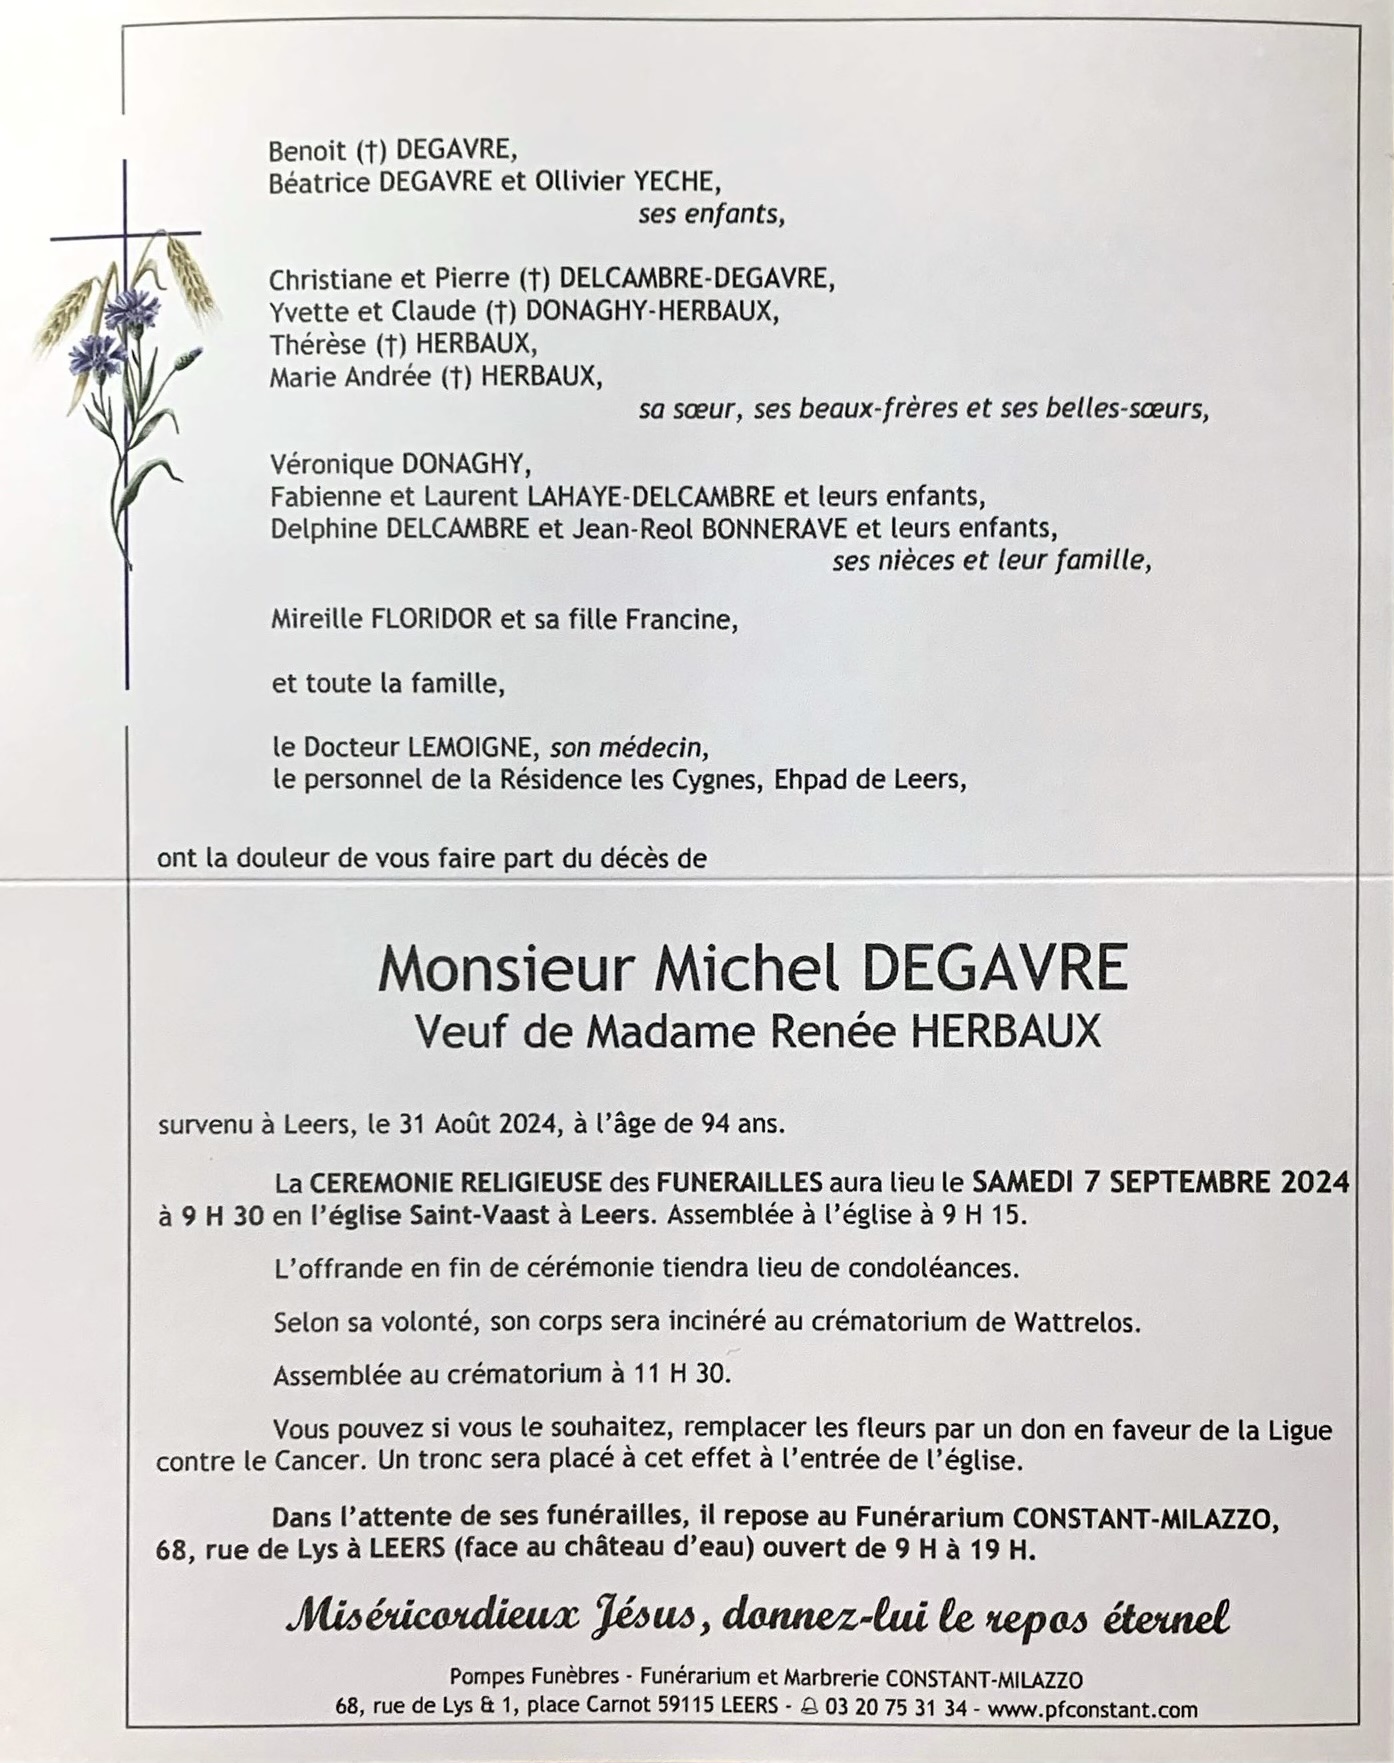 Benoit (†) DEGAVRE,
Béatrice DEGAVRE et Ollivier YECHE,
ses enfants,
Christiane et Pierre (†) DELCAMBRE-DEGAVRE,
Yvette et Claude (†) DONAGHY-HERBAUX,
Thérèse (†) HERBAUX,
Marie Andrée (†) HERBAUX,
sa sœur, ses beaux-frères et ses belles-sœurs,
Véronique DONAGHY,
Fabienne et Laurent LAHAYE-DELCAMBRE et leurs enfants,
Delphine DELCAMBRE et Jean-Reol BONNERAVE et leurs enfants,
ses nièces et leur famille,
Mireille FLORIDOR et sa fille Francine,
et toute la famille,
le Docteur LEMOIGNE, son médecin,
le personnel de la Résidence les Cygnes, Ehpad de Leers,
ont la douleur de vous faire part du décès de
Monsieur Michel DEGAVRE
Veuf de Madame Renée HERBAUX
survenu à Leers, le 31 Août 2024, à l'âge de 94 ans.
La CEREMONIE RELIGIEUSE des FUNERAILLES aura lieu le SAMEDI 7 SEPTEMBRE 2024
à 9 H 30 en l'église Saint-Vaast à Leers. Assemblée à l'église à 9 H 15.
L'offrande en fin de cérémonie tiendra lieu de condoléances.
Selon sa volonté, son corps sera incinéré au crématorium de Wattrelos.
Assemblée au crématorium à 11 H 30.
Vous pouvez si vous le souhaitez, remplacer les fleurs par un don en faveur de la Ligue
contre le Cancer. Un tronc sera placé à cet effet à l'entrée de l'église.
Dans l'attente de ses funérailles, il repose au Funérarium CONSTANT-MILAZZO,
68, rue de Lys à LEERS (face au château d'eau) ouvert de 9 H à 19 H.
Miséricordieux Jésus, donnez-lui le repos éternel
Pompes Funèbres - Funérarium et Marbrerie CONSTANT-MILAZZO
68, rue de Lys & 1, place Carnot 59115 LEERS - 03 20 75 31 34 - www.pfconstant.com